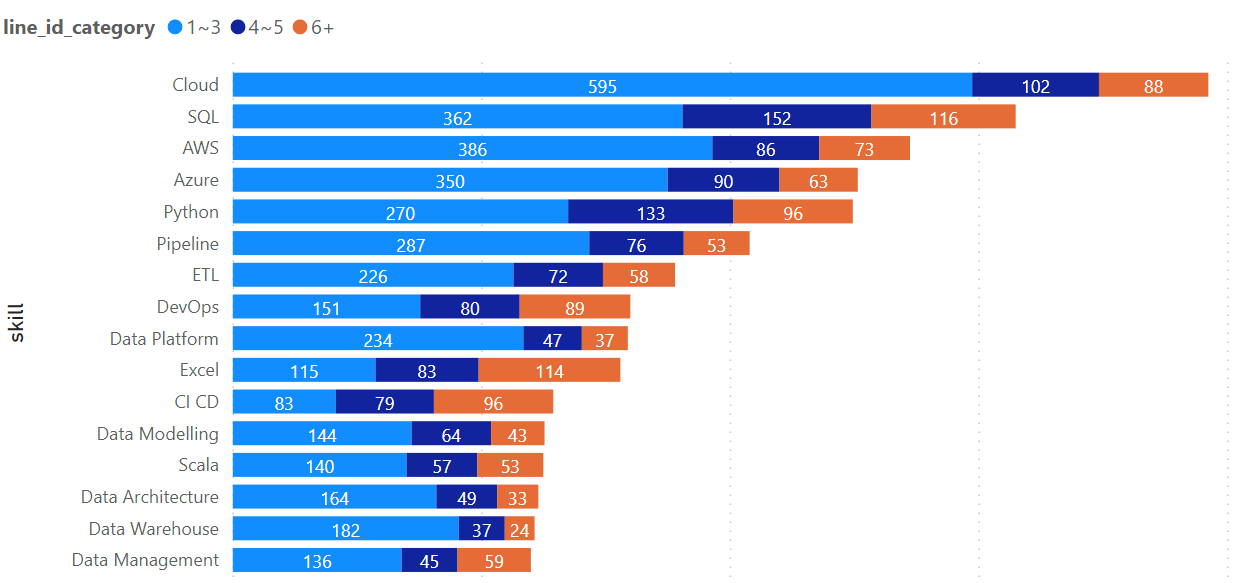 line_id_category 1~3 4~5 6+
Cloud 595 102 88
SQL 362 152 116
AWS 386 86 73
Azure 350 90 63
Python 270 133 96
Pipeline 287 76 53
ETL 226 72 58
DevOps 151 80 89
Data Platform 234 47 37
Excel 115 83 114
CI CD 83 79 96
Data Modelling 144 64 43
Scala 140 57 53
Data Architecture 164 49 33
Data Warehouse 182 37 24
Data Management 136 45 59
skill